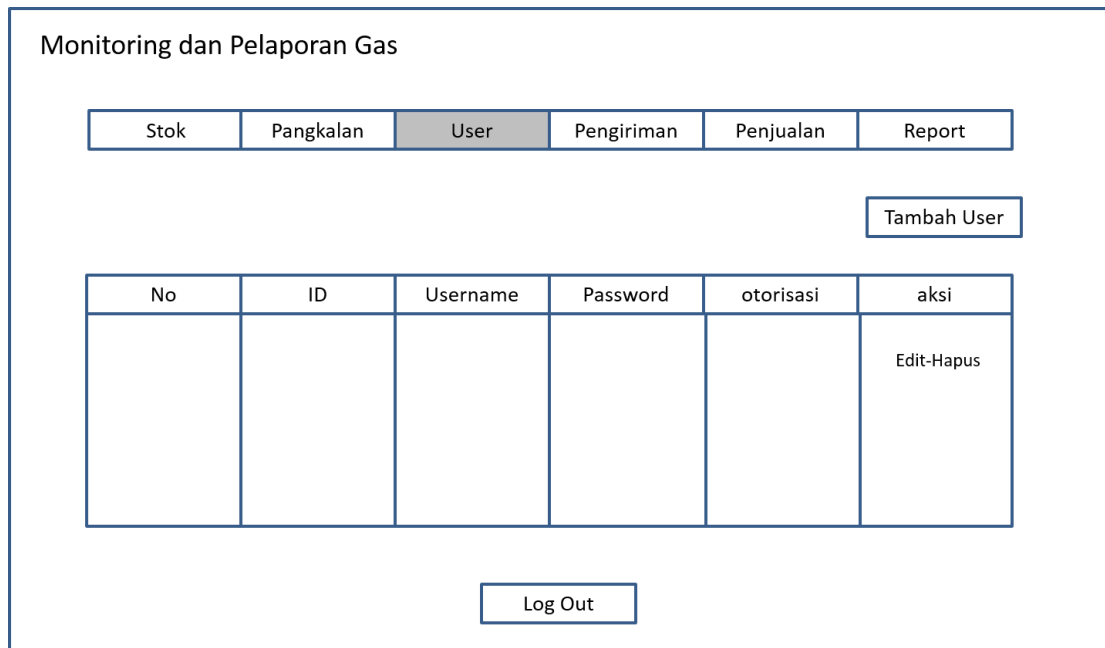 Monitoring dan Pelaporan Gas
Stok Pangkalan User Pengiriman Penjualan Report
Tambah User
No ID Username Password otorisasi aksi
Edit-Hapus
Log Out